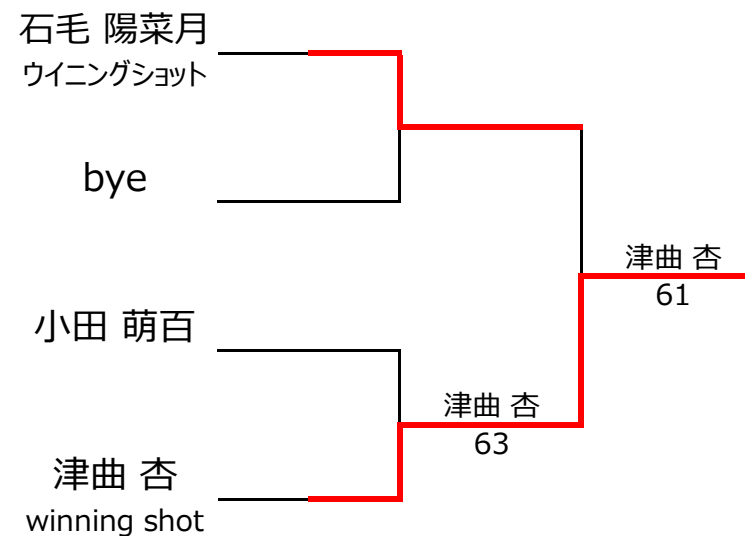 石毛 陽菜月
ウイニングショット
bye
津曲 杏
61
小田 萌百
津曲 杏
63
津曲 杏
winning shot